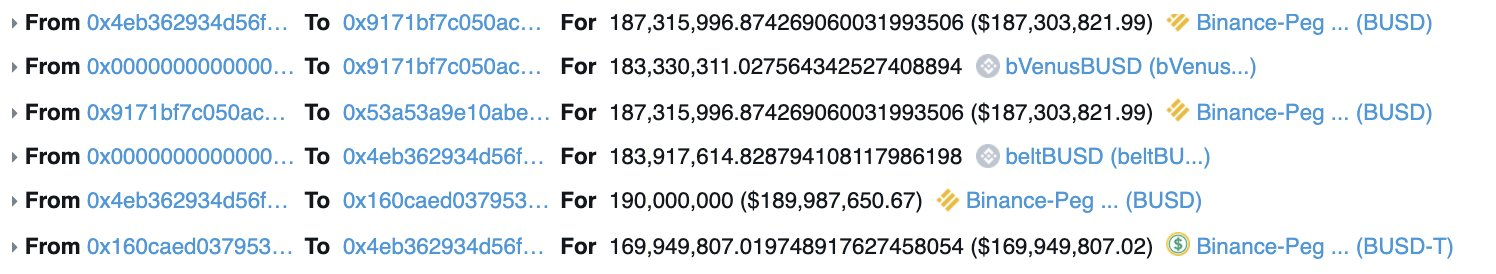 From 0x4eb362934d56f... To 0x9171bf7c050ac... For 187,315,996.874269060031993506 ($187,303,821.99) Binance-Peg ... (BUSD)
From 0x0000000000000... To 0x9171bf7c050ac... For 183,330,311.027564342527408894 bVenusBUSD (bVenus...)
From 0x9171bf7c050ac... To 0x53a53a9e10abe... For 187,315,996.874269060031993506 ($187,303,821.99) Binance-Peg ... (BUSD)
From 0x0000000000000... To 0x4eb362934d56f... For 183,917,614.828794108117986198 beltBUSD (beltBU...)
From 0x4eb362934d56f... To 0x160caed037953... For 190,000,000 ($189,987,650.67) Binance-Peg ... (BUSD)
From 0x160caed037953... To 0x4eb362934d56f... For 169,949,807.019748917627458054 ($169,949,807.02) Binance-Peg ... (BUSD-T)